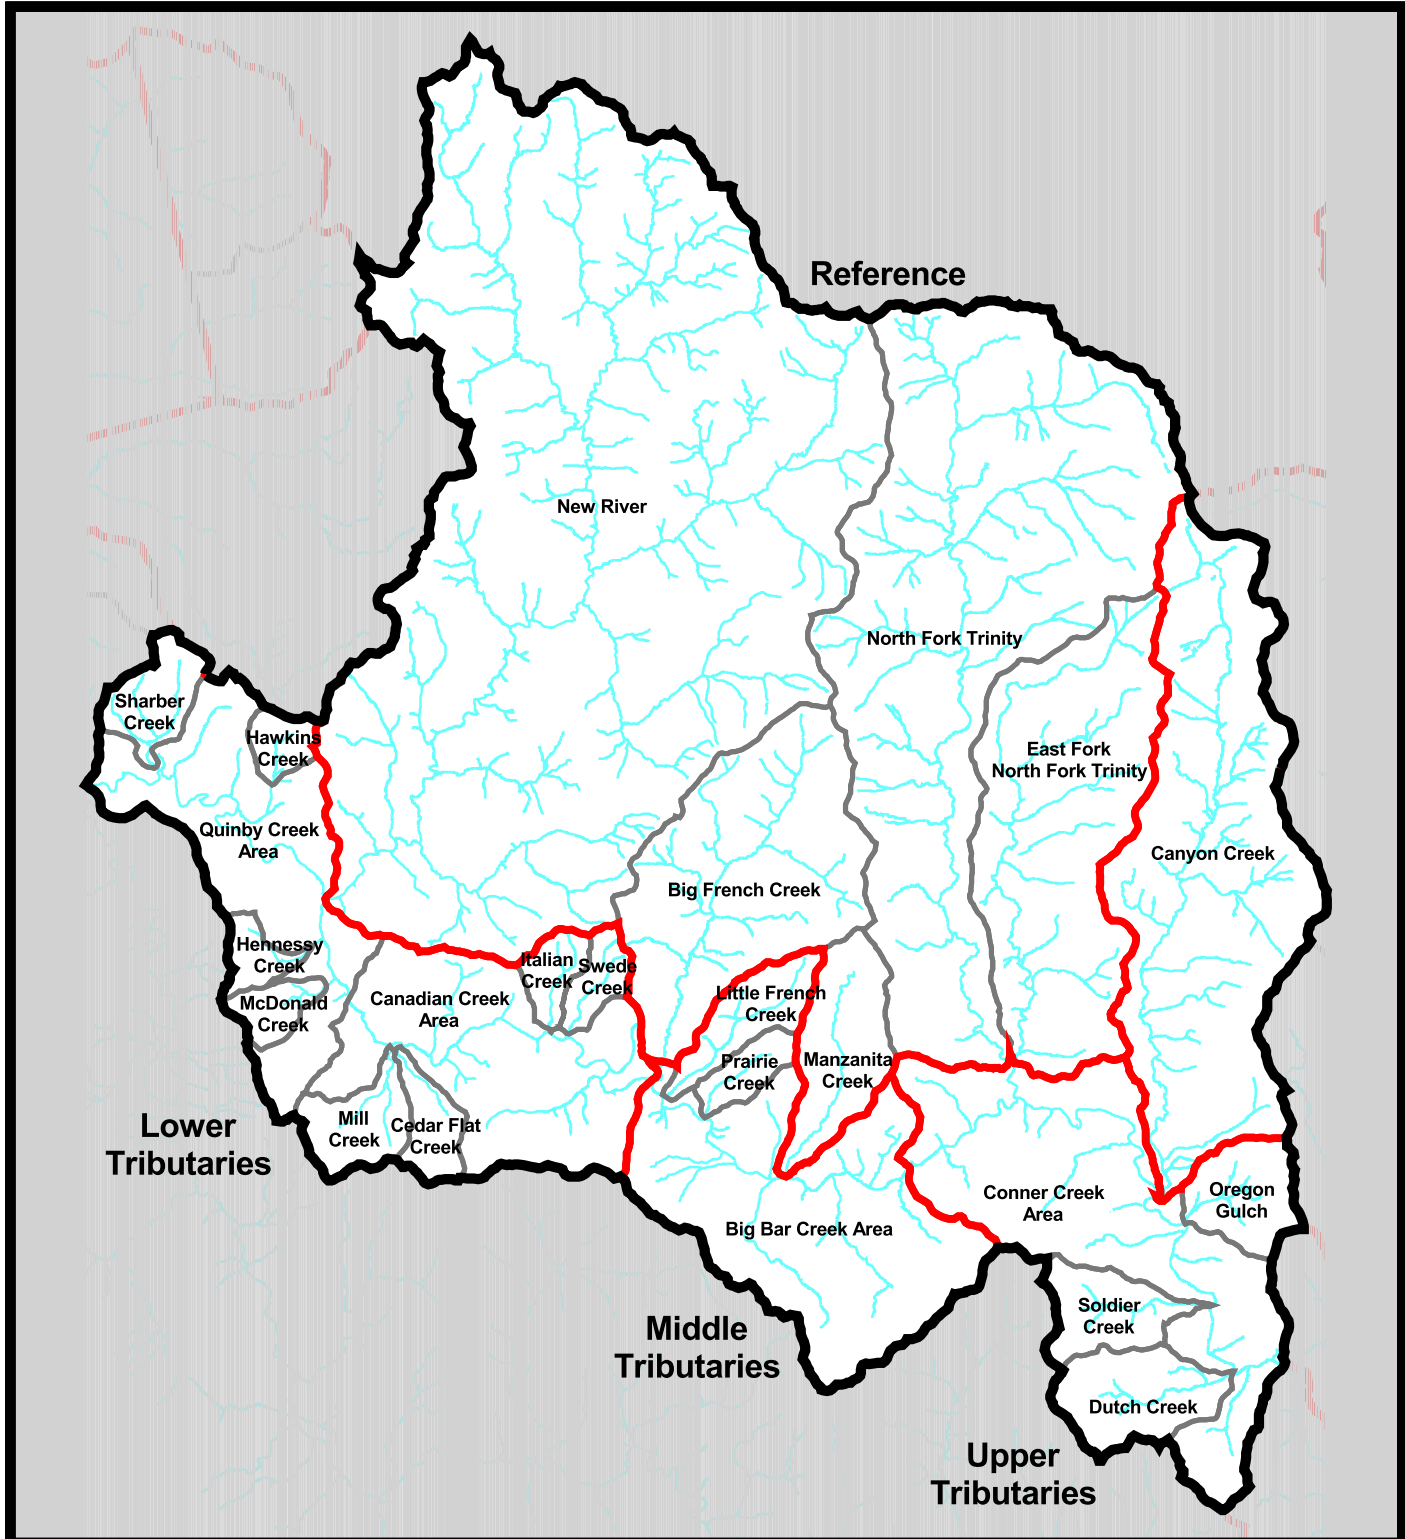 Reference
New River
North Fork Trinity
Sharber
Creek
Hawkins
Creek
East Fork
North Fork Trinity
Quinby Creek
Area
Canyon Creek
Big French Creek
Hennessy
Creek
Italian
Creek
Swede
Creek
McDonald
Creek
Canadian Creek
Area
Little French
Creek
Prairie
Creek
Manzanita
Creek
Mill
Creek
Cedar Flat
Creek
Lower
Tributaries
Conner Creek
Area
Oregon
Gulch
Big Bar Creek Area
Soldier
Creek
Middle
Tributaries
Dutch Creek
Upper
Tributaries